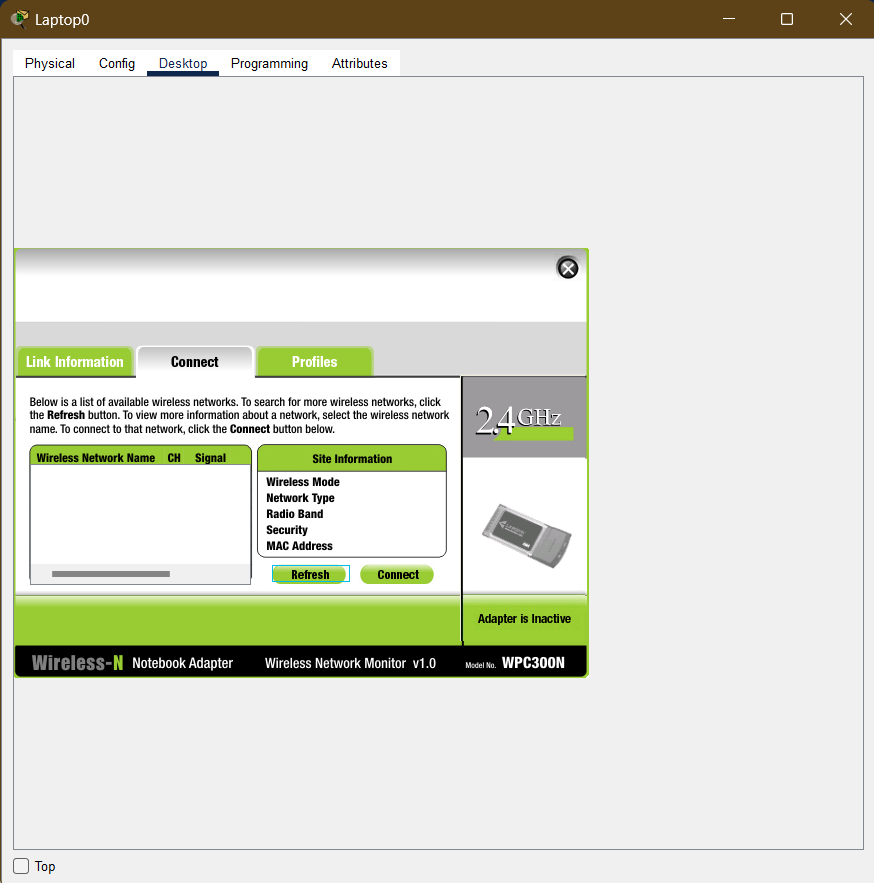 Laptop0
Physical Config Desktop Programming Attributes
Link Information Connect Profiles
Below is a list of available wireless networks. To search for more wireless networks, click
the Refresh button. To view more information about a network, select the wireless network
name. To connect to that network, click the Connect button below.
2.4GHz
Wireless Network Name CH Signal
Site Information
Wireless Mode
Network Type
Radio Band
Security
MAC Address
Refresh Connect
Adapter is Inactive
Wireless-N Notebook Adapter Wireless Network Monitor v1.0 Model No. WPC300N
Top